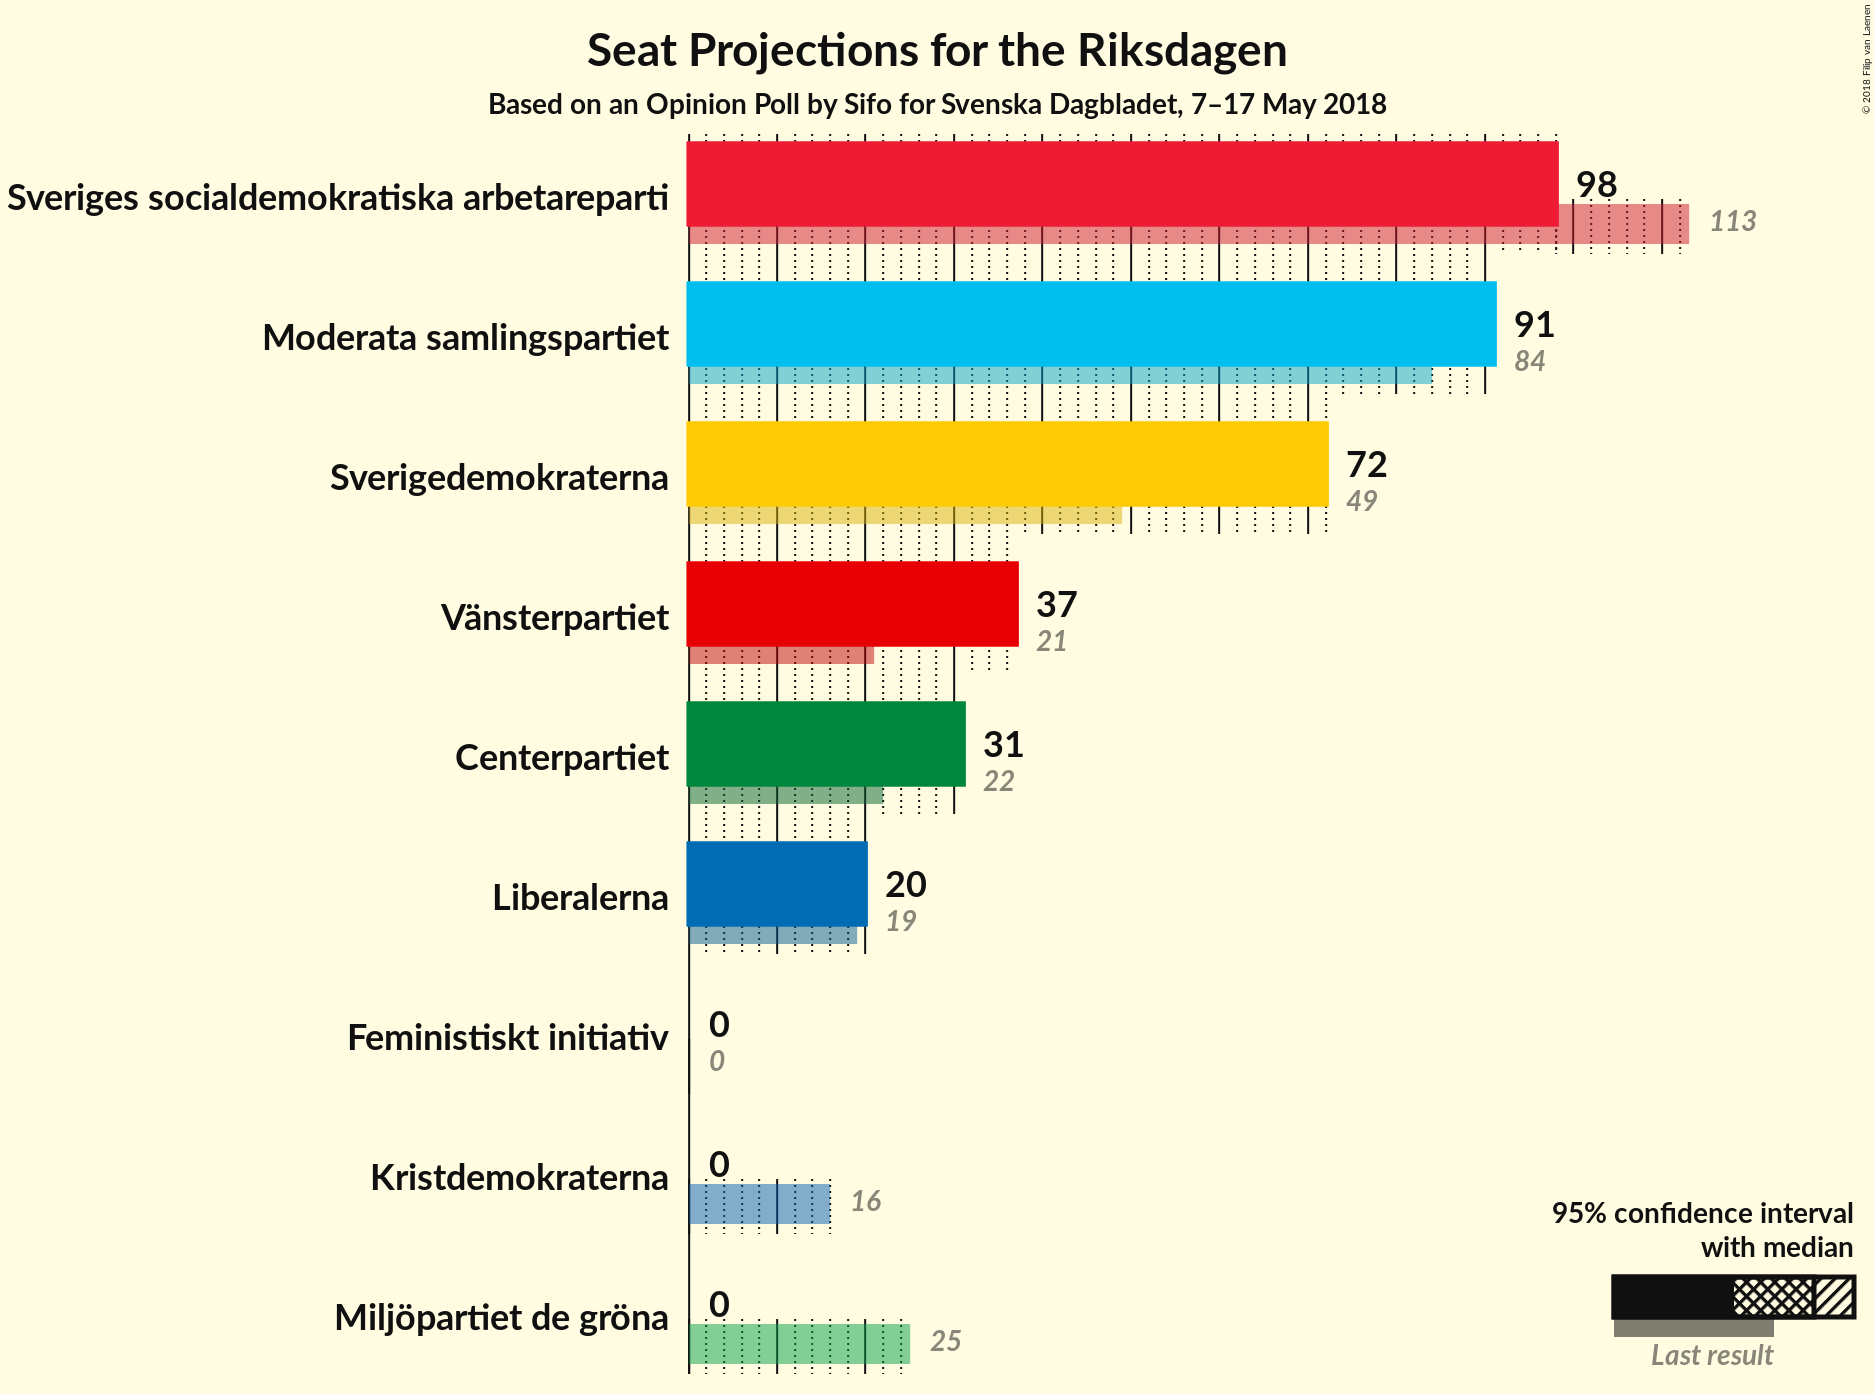 Seat Projections for the Riksdagen
Based on an Opinion Poll by Sifo for Svenska Dagbladet, 7–17 May 2018
© 2018 Filip van Laenen
Sveriges socialdemokratiska arbetareparti
98
113
Moderata samlingspartiet
91
84
Sverigedemokraterna
72
49
Vänsterpartiet
37
21
Centerpartiet
31
22
Liberalerna
20
19
Feministiskt initiativ
0
0
Kristdemokraterna
0
16
Miljöpartiet de gröna
0
25
95% confidence interval
with median
Last result